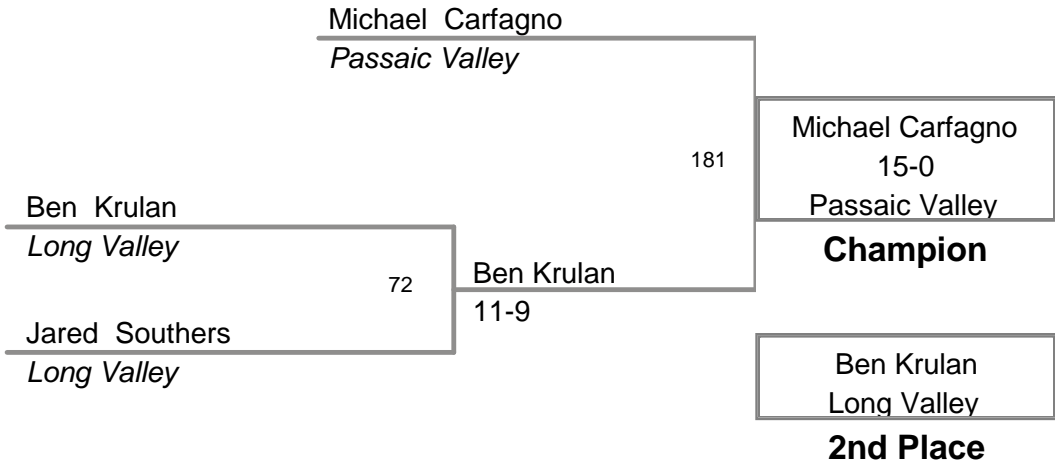 Michael Carfagno
Passaic Valley
Michael Carfagno
181
15-0
Passaic Valley
Ben Krulan
Long Valley
Champion
72
Ben Krulan
11-9
Jared Southers
Long Valley
Ben Krulan
Long Valley
2nd Place